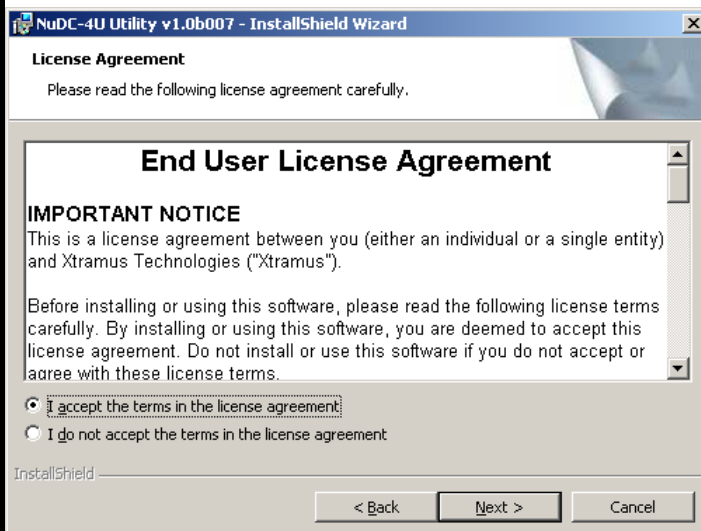 NuDC-4U Utility v1.0b007 - InstallShield Wizard
License Agreement
Please read the following license agreement carefully.
End User License Agreement
IMPORTANT NOTICE
This is a license agreement between you (either an individual or a single entity)
and Xtramus Technologies ("Xtramus").
Before installing or using this software, please read the following license terms
carefully. By installing or using this software, you are deemed to accept this
license agreement. Do not install or use this software if you do not accept or
agree with these license terms.
I accept the terms in the license agreement
I do not accept the terms in the license agreement
InstallShield
< Back Next > Cancel